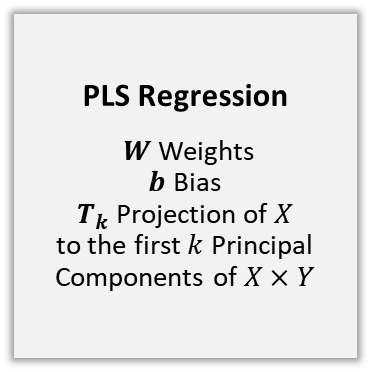 PLS Regression
W Weights
b Bias
Tₖ Projection of X
to the first k Principal
Components of X × Y